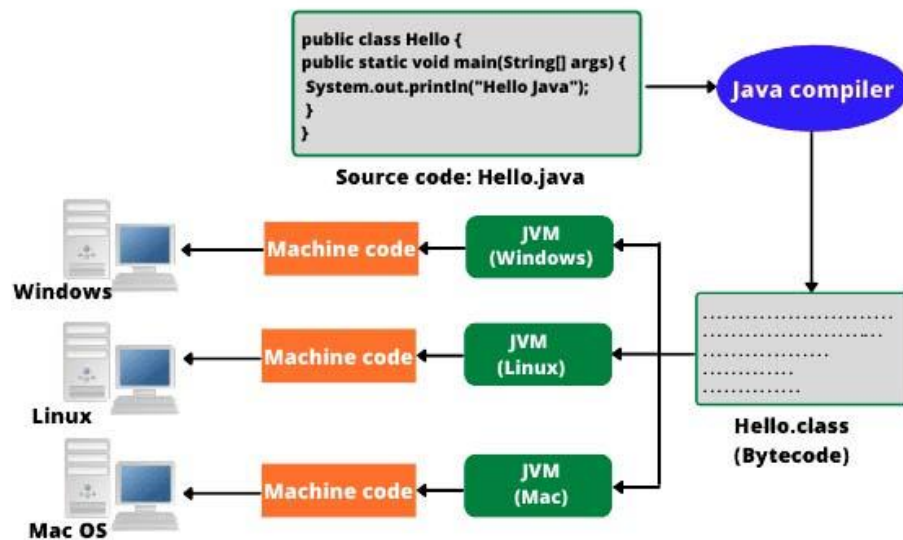 public class Hello {
public static void main(String[] args) {
System.out.println("Hello Java");
}
}
Java compiler
Source code: Hello.java
Windows
Machine code
JVM
(Windows)
Linux
Machine code
JVM
(Linux)
Mac OS
Machine code
JVM
(Mac)
Hello.class
(Bytecode)